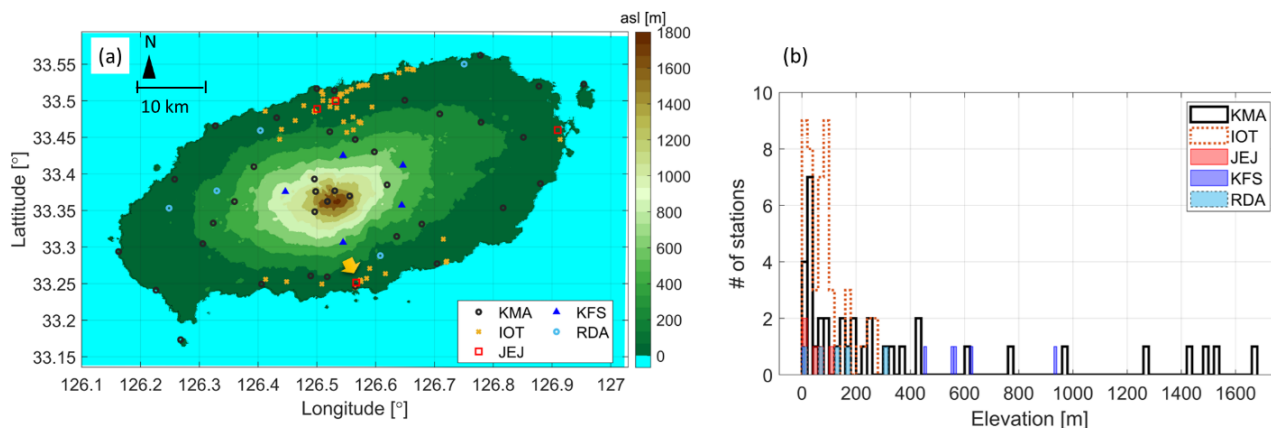 asl [m]
(a)
N
10 km
33.55
33.5
33.45
33.4
33.35
33.3
33.25
33.2
33.15
Lattitude [°]
126.1 126.2 126.3 126.4 126.5 126.6 126.7 126.8 126.9 127
Longitude [°]
KMA KFS
IOT RDA
JEJ
1800
1600
1400
1200
1000
800
600
400
200
0
(b)
10
8
6
4
2
0
# of stations
0 200 400 600 800 1000 1200 1400 1600
Elevation [m]
KMA
IOT
JEJ
KFS
RDA